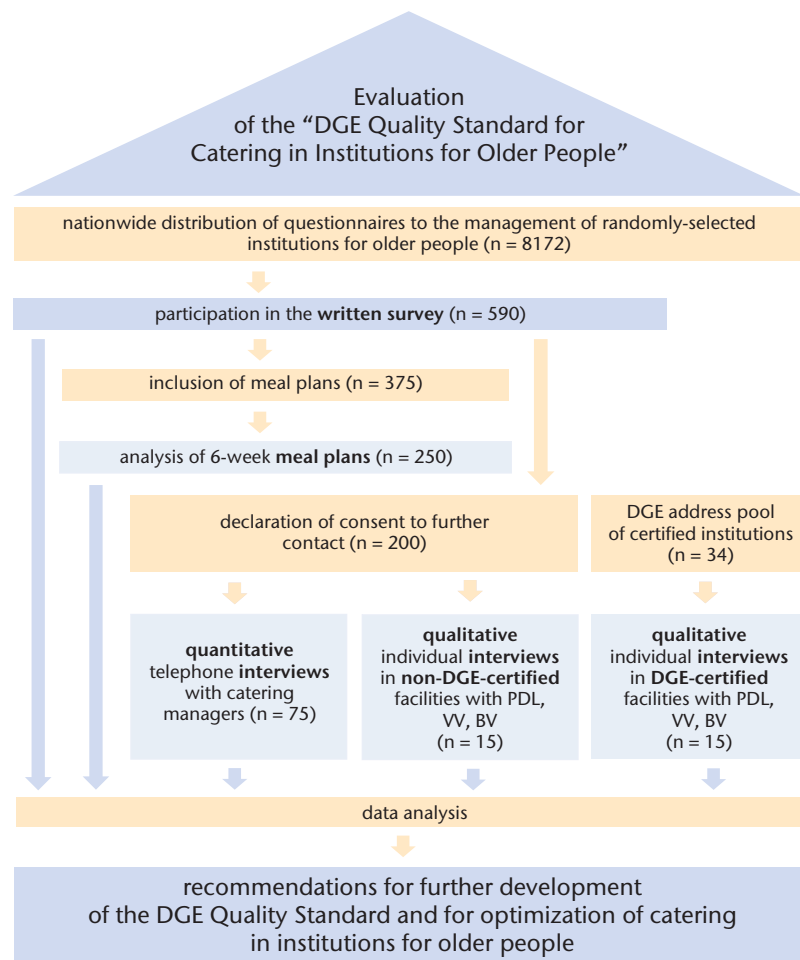 Evaluation
of the “DGE Quality Standard for
Catering in Institutions for Older People”
nationwide distribution of questionnaires to the management of randomly-selected
institutions for older people (n = 8172)
participation in the written survey (n = 590)
inclusion of meal plans (n = 375)
analysis of 6-week meal plans (n = 250)
declaration of consent to further
contact (n = 200)
DGE address pool
of certified institutions
(n = 34)
quantitative
telephone interviews
with catering
managers (n = 75)
qualitative
individual interviews
in non-DGE-certified
facilities with PDL,
VV, BV
(n = 15)
qualitative
individual interviews
in DGE-certified
facilities with PDL,
VV, BV
(n = 15)
data analysis
recommendations for further development
of the DGE Quality Standard and for optimization of catering
in institutions for older people